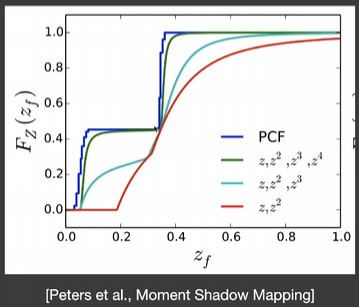 1.0
0.8
0.6
0.4
0.2
0.0
F_Z(z_f)
PCF
z,z² ,z³ ,z⁴
z,z² ,z³
z,z²
0.0 0.2 0.4 0.6 0.8 1.0
z_f
[Peters et al., Moment Shadow Mapping]